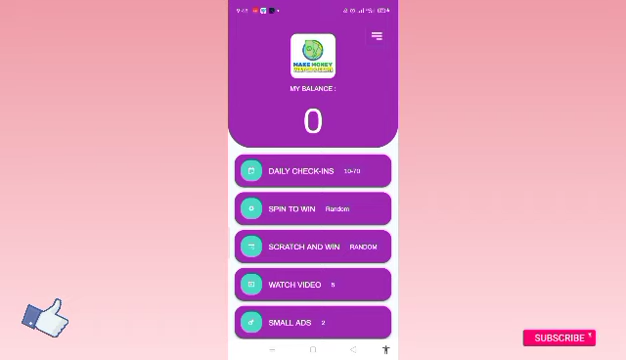 MAKE MONEY
MY BALANCE :
0
DAILY CHECK-INS 10-70
SPIN TO WIN Random
SCRATCH AND WIN RANDOM
WATCH VIDEO 5
SMALL ADS 2
SUBSCRIBE